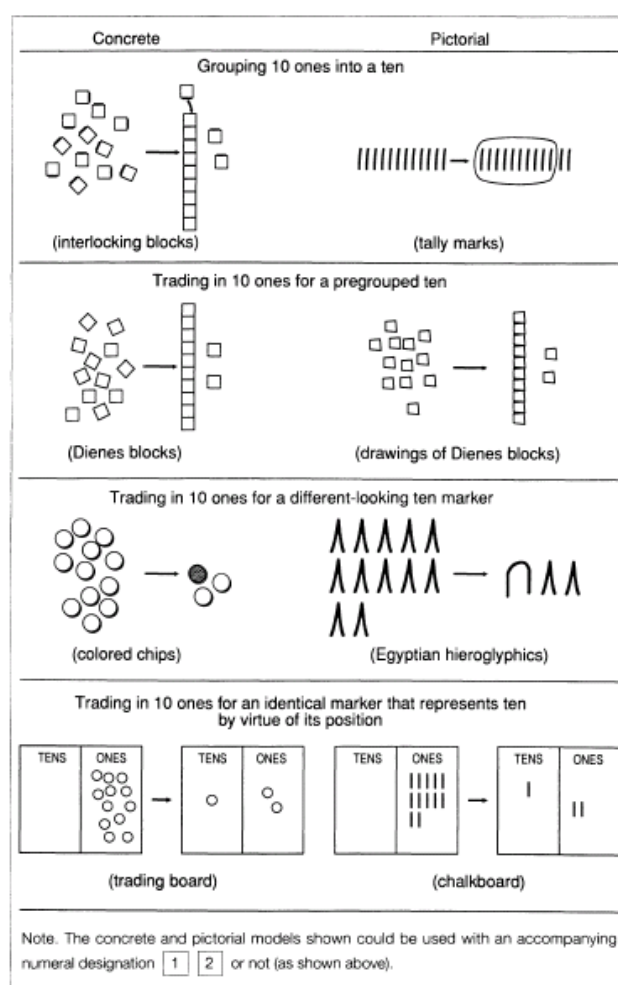 Concrete Pictorial
Grouping 10 ones into a ten
(interlocking blocks) (tally marks)
Trading in 10 ones for a pregrouped ten
(Dienes blocks) (drawings of Dienes blocks)
Trading in 10 ones for a different-looking ten marker
(colored chips) (Egyptian hieroglyphics)
Trading in 10 ones for an identical marker that represents ten
by virtue of its position
TENS ONES TENS ONES TENS ONES TENS ONES
(trading board) (chalkboard)
Note. The concrete and pictorial models shown could be used with an accompanying
numeral designation 1 2 or not (as shown above).